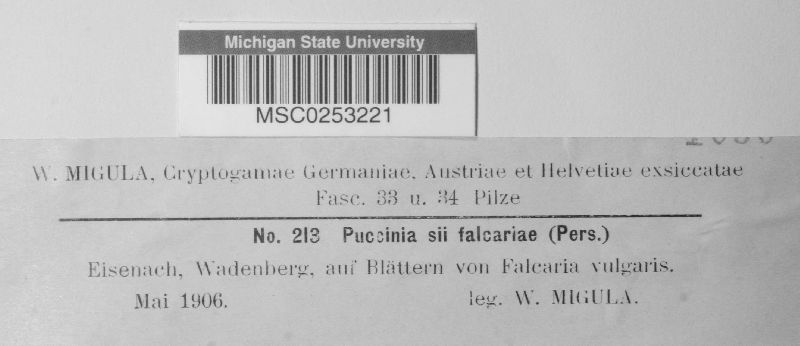 Michigan State University
MSC0253221
W. MIGULA, Cryptogamae Germaniae, Austriae et Helvetiae exsiccatae
Fasc. 33 u. 34 Pilze
No. 213 Puccinia sii falcariae (Pers.)
Eisenach, Wadenberg, auf Blättern von Falcaria vulgaris.
Mai 1906. leg. W. MIGULA.